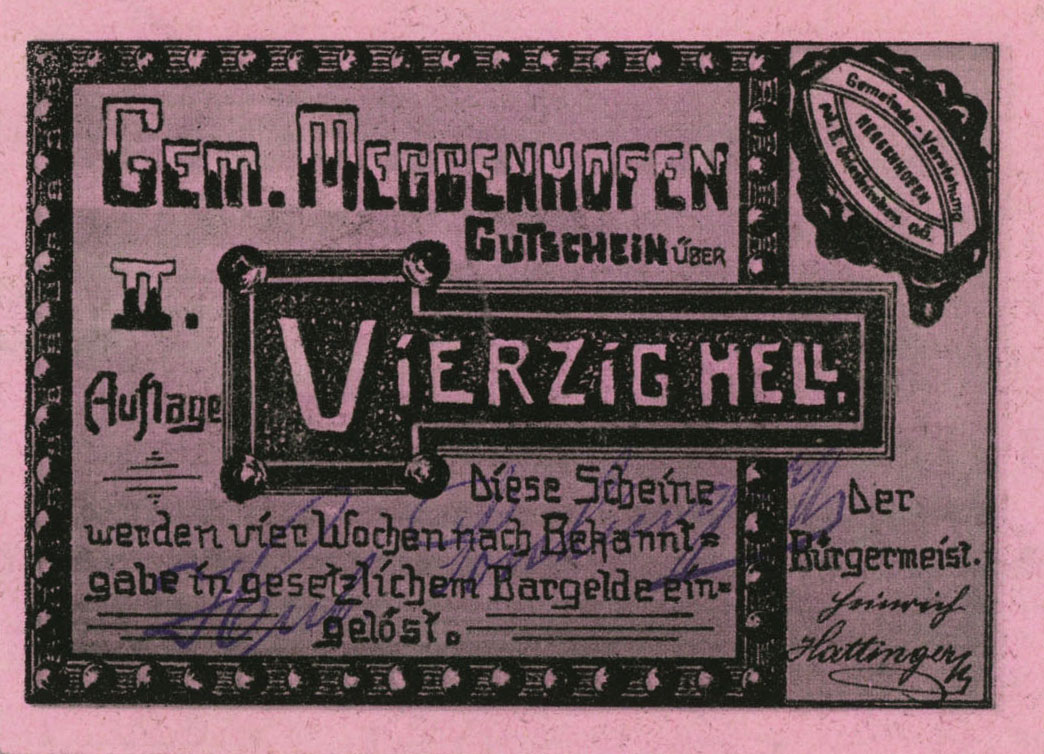 GEM. MEGGENHOFEN
GUTSCHEIN ÜBER
II.
Auflage
VIERZIG HELL.
Diese Scheine
werden vier Wochen nach Bekannt=
gabe in gesetzlichem Bargelde ein=
gelöst.
Gemeinde - Vorstehung
MEGGENHOFEN
Der
Bürgermeist.
Heinrich
Hattinger